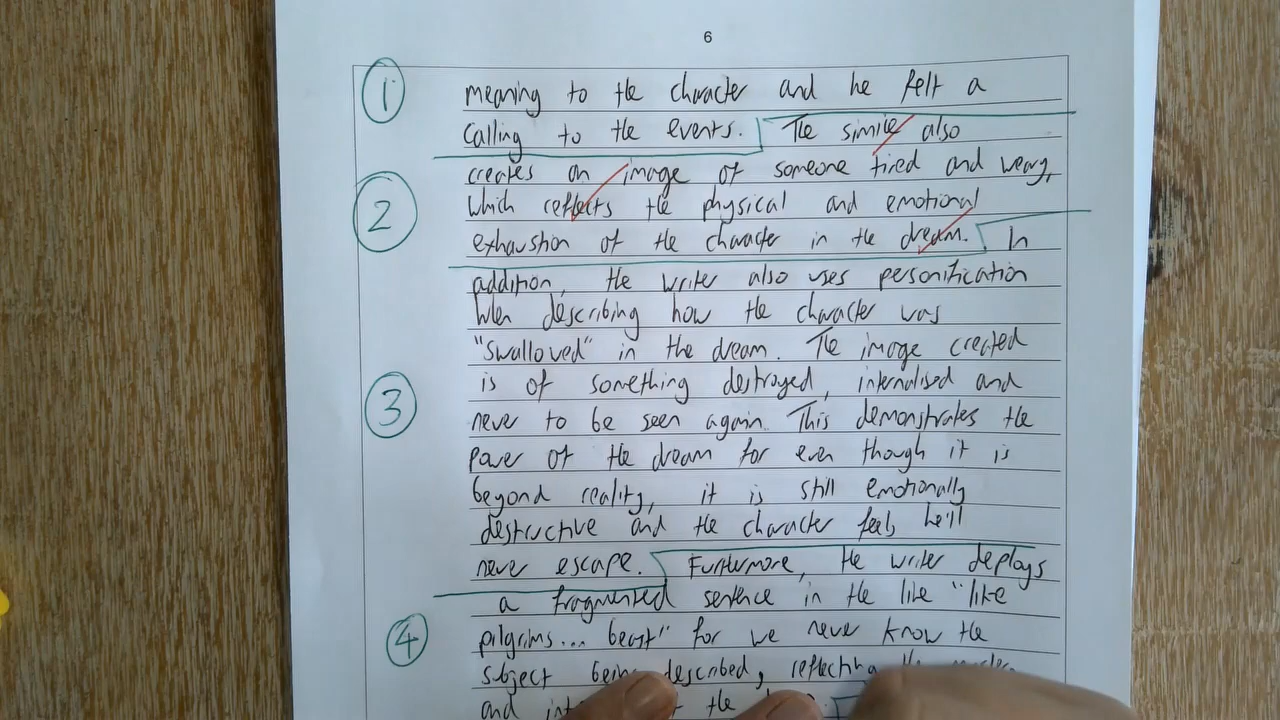 6
① meaning to the character and he felt a
calling to the events. The simile also
creates an image of someone tired and weary,
② which reflects the physical and emotional
exhaustion of the character in the dream. In
addition, the writer also uses personification
when describing how the character was
"swallowed" in the dream. The image created
is of something destroyed, internalised and
③ never to be seen again. This demonstrates the
power of the dream for even though it is
beyond reality, it is still emotionally
destructive and the character feels he'll
never escape. Furthermore, the writer deploys
a fragmented sentence in the line "like
④ pilgrims... beast" for we never know the
subject being described, reflecting the
and the